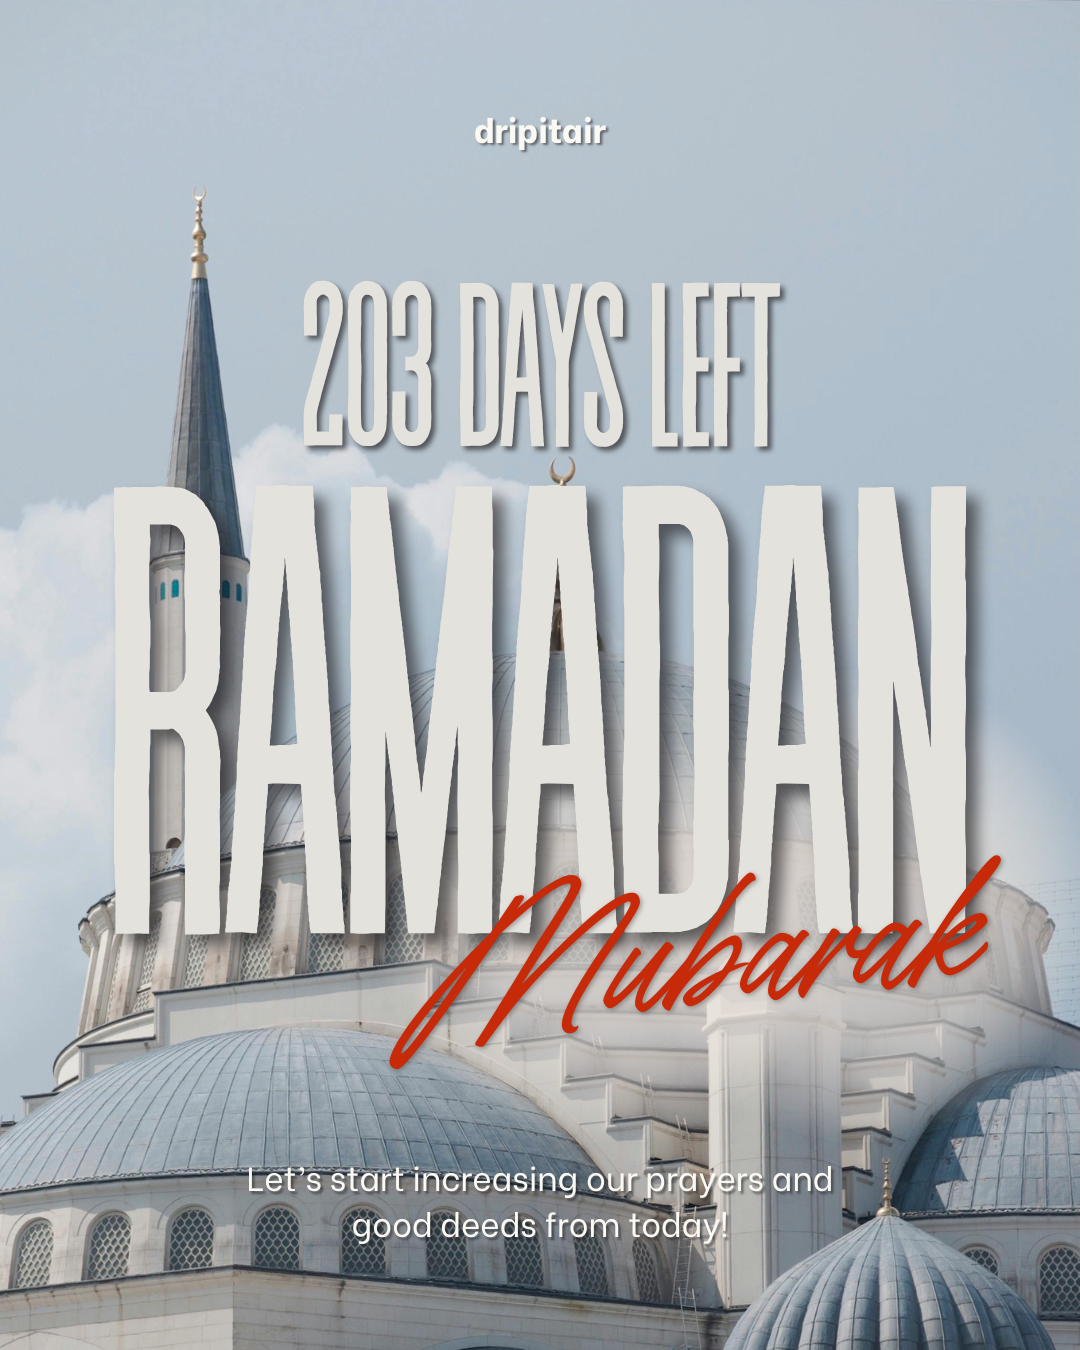 dripitair
203 DAYS LEFT
RAMADAN
Mubarak
Let's start increasing our prayers and
good deeds from today!